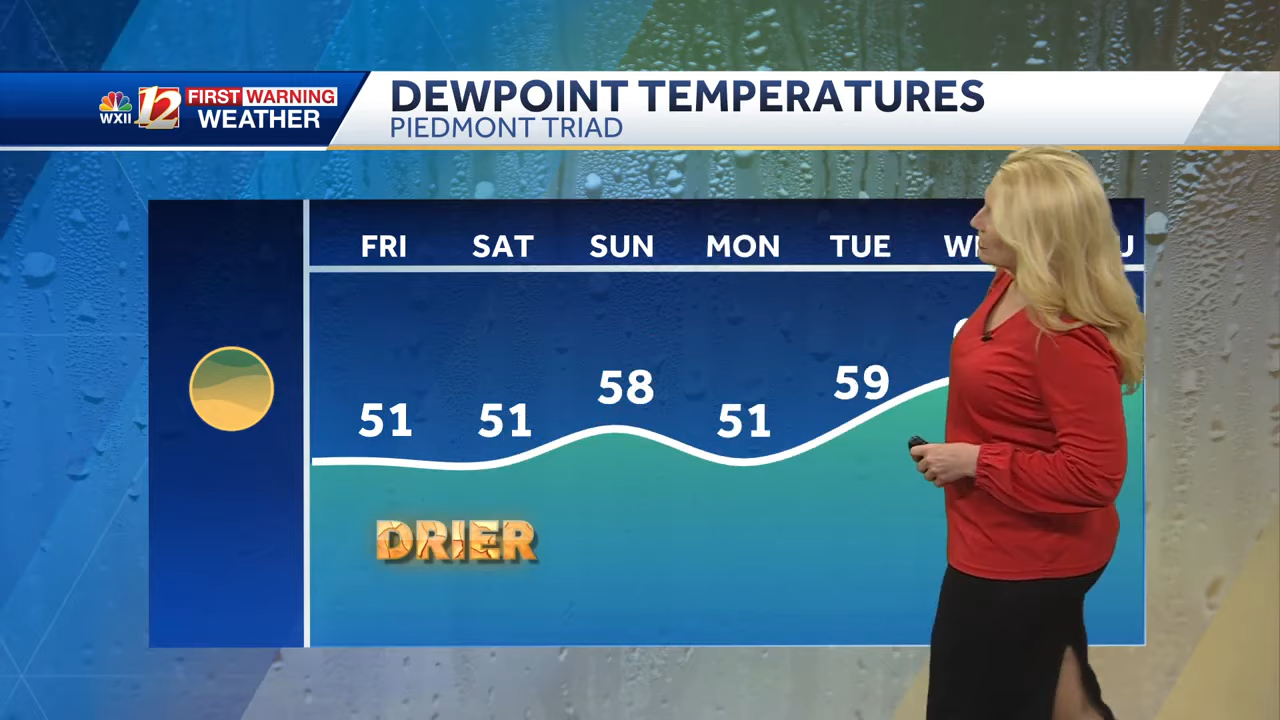 WXII 12 FIRST WARNING WEATHER
DEWPOINT TEMPERATURES
PIEDMONT TRIAD
FRI SAT SUN MON TUE
51 51 58 51 59
DRIER